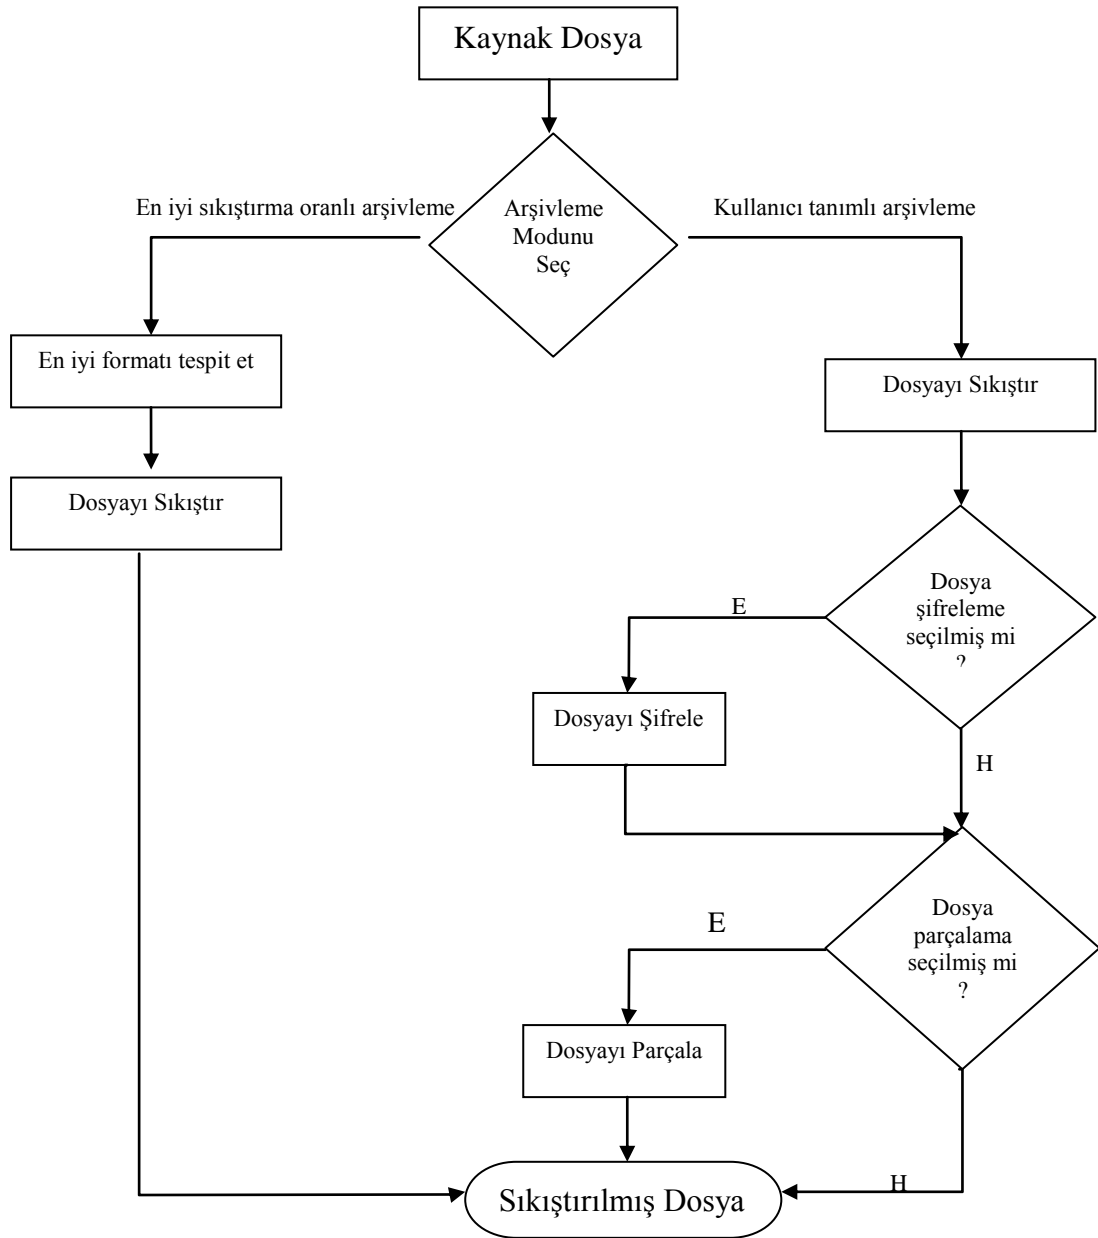 Kaynak Dosya
En iyi sıkıştırma oranlı arşivleme
Arşivleme
Modunu
Seç
Kullanıcı tanımlı arşivleme
En iyi formatı tespit et
Dosyayı Sıkıştır
Dosyayı Sıkıştır
Dosya
şifreleme
seçilmiş mi
?
E
Dosyayı Şifrele
H
Dosya
parçalama
seçilmiş mi
?
E
Dosyayı Parçala
H
Sıkıştırılmış Dosya